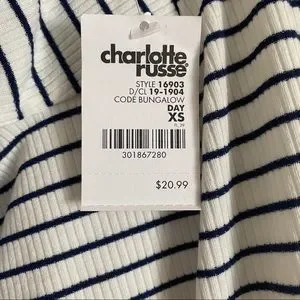 charlotte
russe®
STYLE 16903
D/CL 19-1904
CODE BUNGALOW
DAY
XS
301867280
$20.99